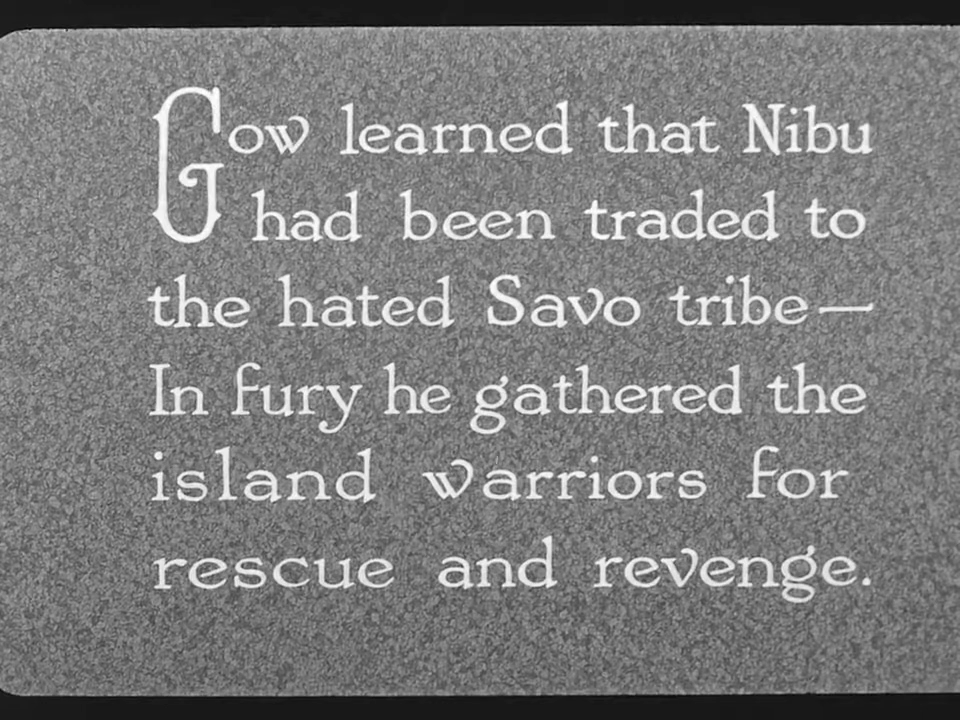 Gow learned that Nibu
had been traded to
the hated Savo tribe—
In fury he gathered the
island warriors for
rescue and revenge.